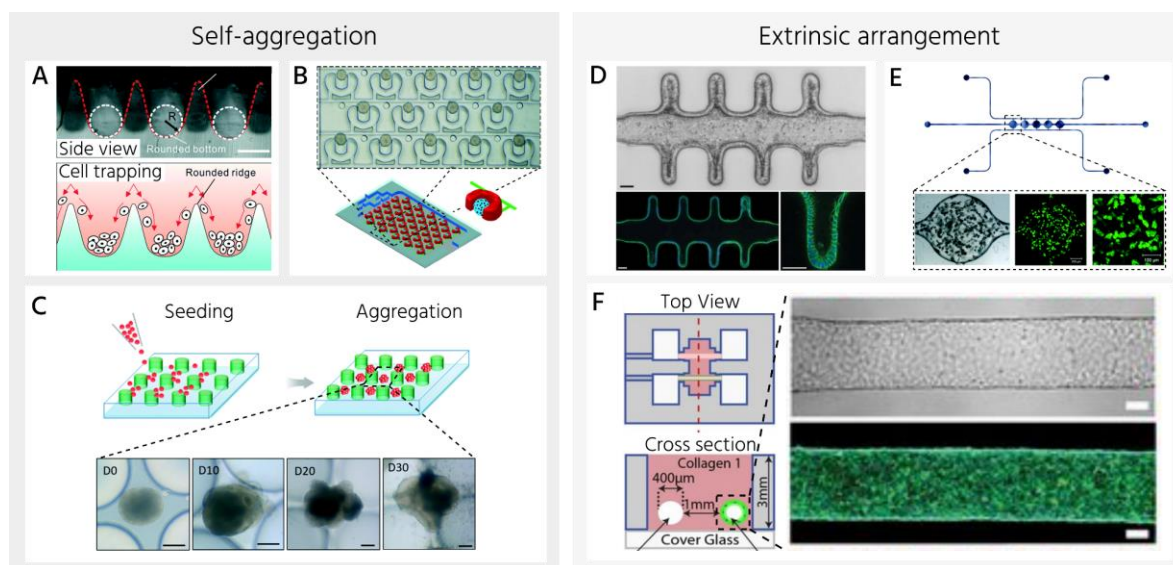 Self-aggregation
A
R
Rounded bottom
Side view
Cell trapping
Rounded ridge
B
C
Seeding
Aggregation
D0
D10
D20
D30
Extrinsic arrangement
D
E
F
Top View
Cross section
Collagen 1
400μm
1mm
3mm
Cover Glass